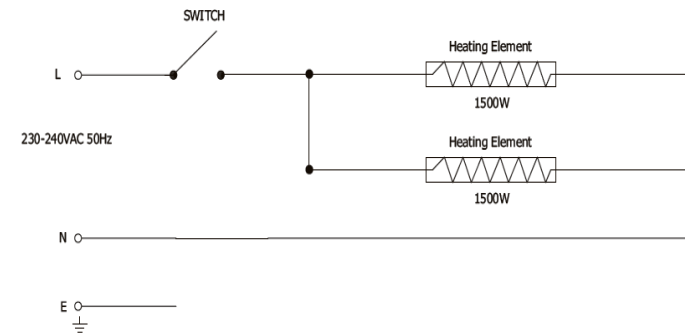 SWITCH
Heating Element
L
1500W
230-240VAC 50Hz
Heating Element
1500W
N
E